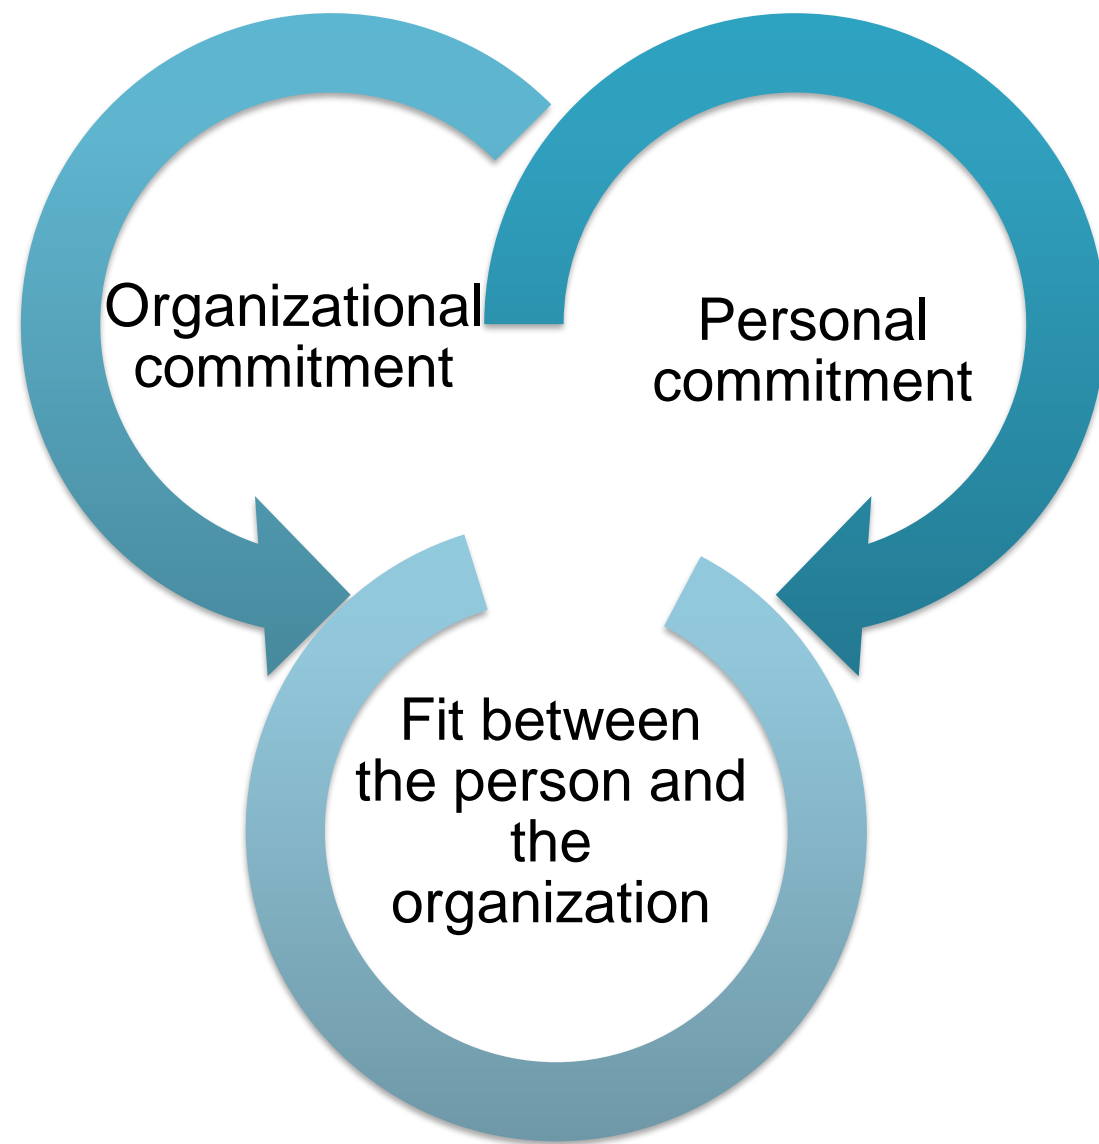 Organizational
commitment
Personal
commitment
Fit between
the person and
the
organization